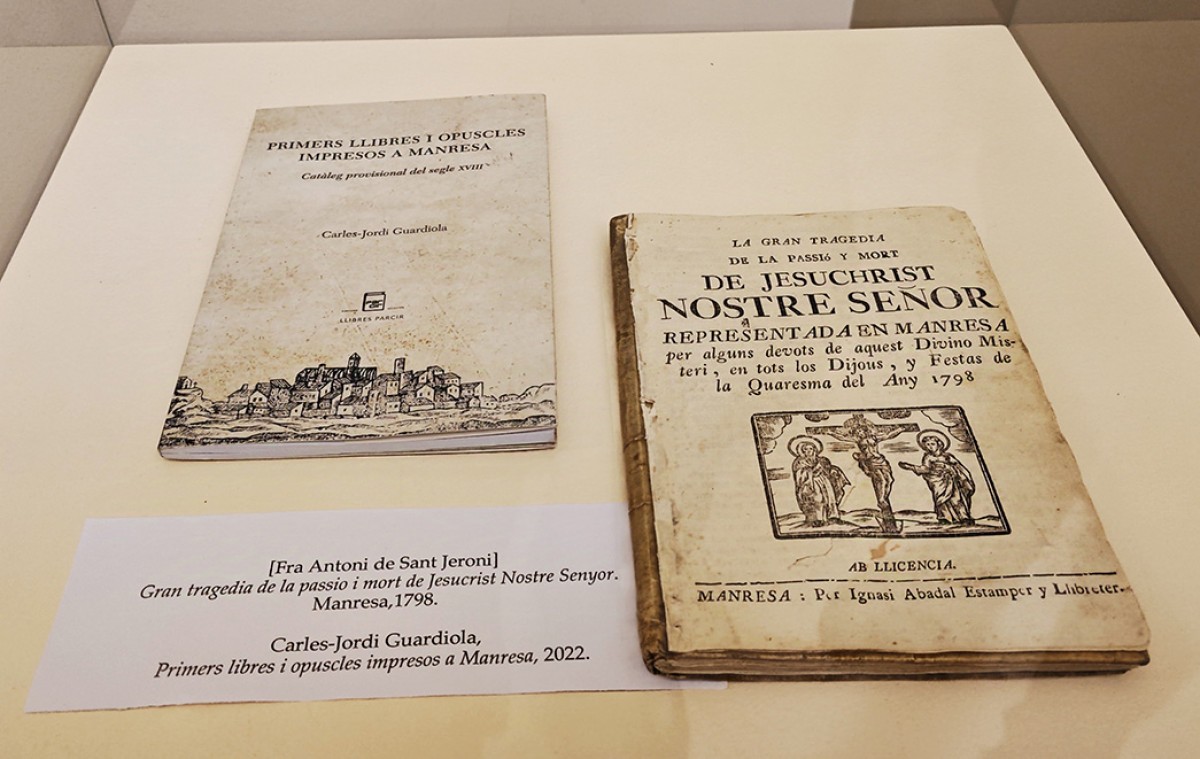 PRIMERS LLIBRES I OPUSCLES
IMPRESOS A MANRESA
Catàleg provisional del segle XVIII
Carles-Jordi Guardiola
LLIBRES PARCIR
LA GRAN TRAGEDIA
DE LA PASSIÓ Y MORT
DE JESUCHRIST
NOSTRE SEÑOR
REPRESENTADA EN MANRESA
per alguns devots de aquest Divino Mis-
teri, en tots los Dijous, y Festas de
la Quaresma del Any 1798
AB LLICENCIA.
MANRESA : Per Ignasi Abadal Estamper y Llibreter.
[Fra Antoni de Sant Jeroni]
Gran tragedia de la passio i mort de Jesucrist Nostre Senyor.
Manresa,1798.
Carles-Jordi Guardiola,
Primers libres i opuscles impresos a Manresa, 2022.